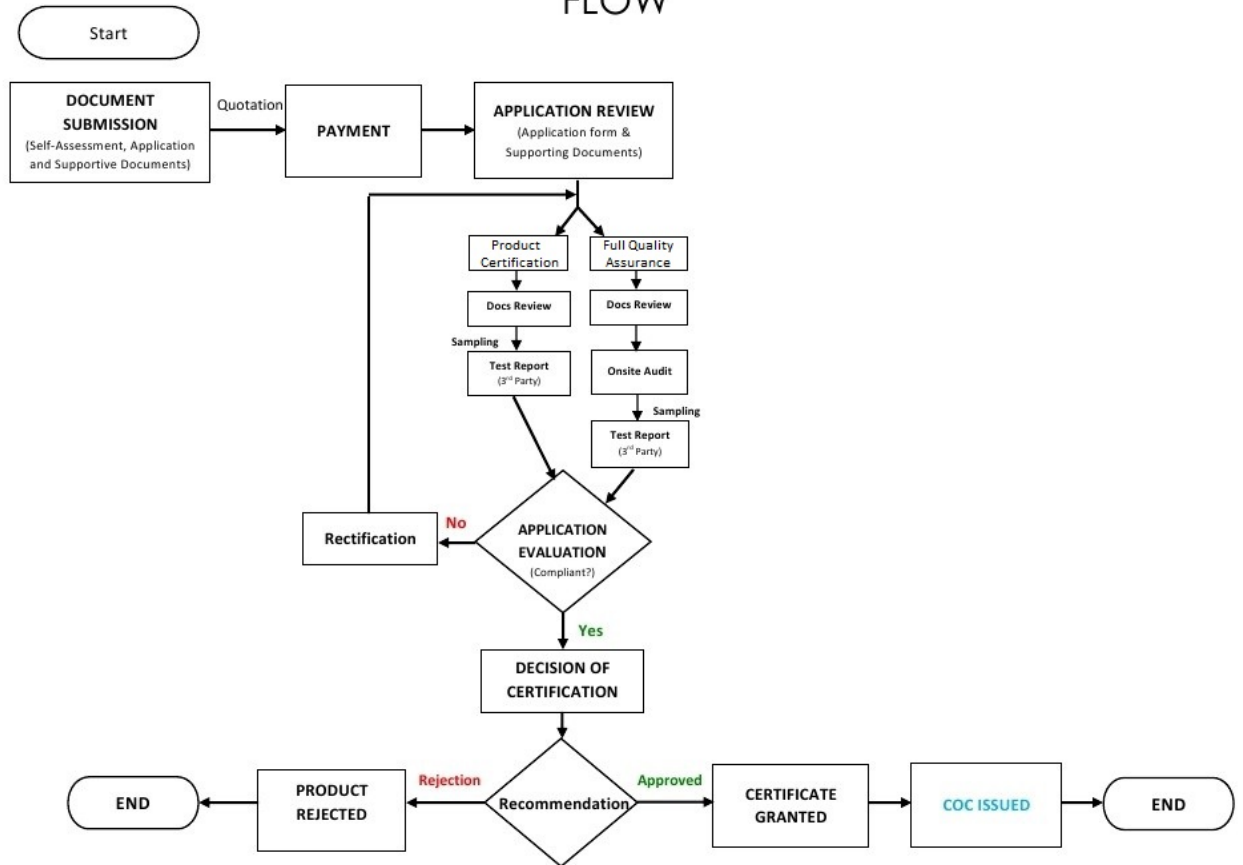 FLOW
Start
DOCUMENT
SUBMISSION
(Self-Assessment, Application
and Supportive Documents)
Quotation
PAYMENT
APPLICATION REVIEW
(Application form &
Supporting Documents)
Product
Certification
Full Quality
Assurance
Docs Review
Docs Review
Sampling
Test Report
(3rd Party)
Onsite Audit
Sampling
Test Report
(3rd Party)
APPLICATION
EVALUATION
(Compliant?)
No
Rectification
Yes
DECISION OF
CERTIFICATION
Recommendation
Rejection
PRODUCT
REJECTED
END
Approved
CERTIFICATE
GRANTED
COC ISSUED
END